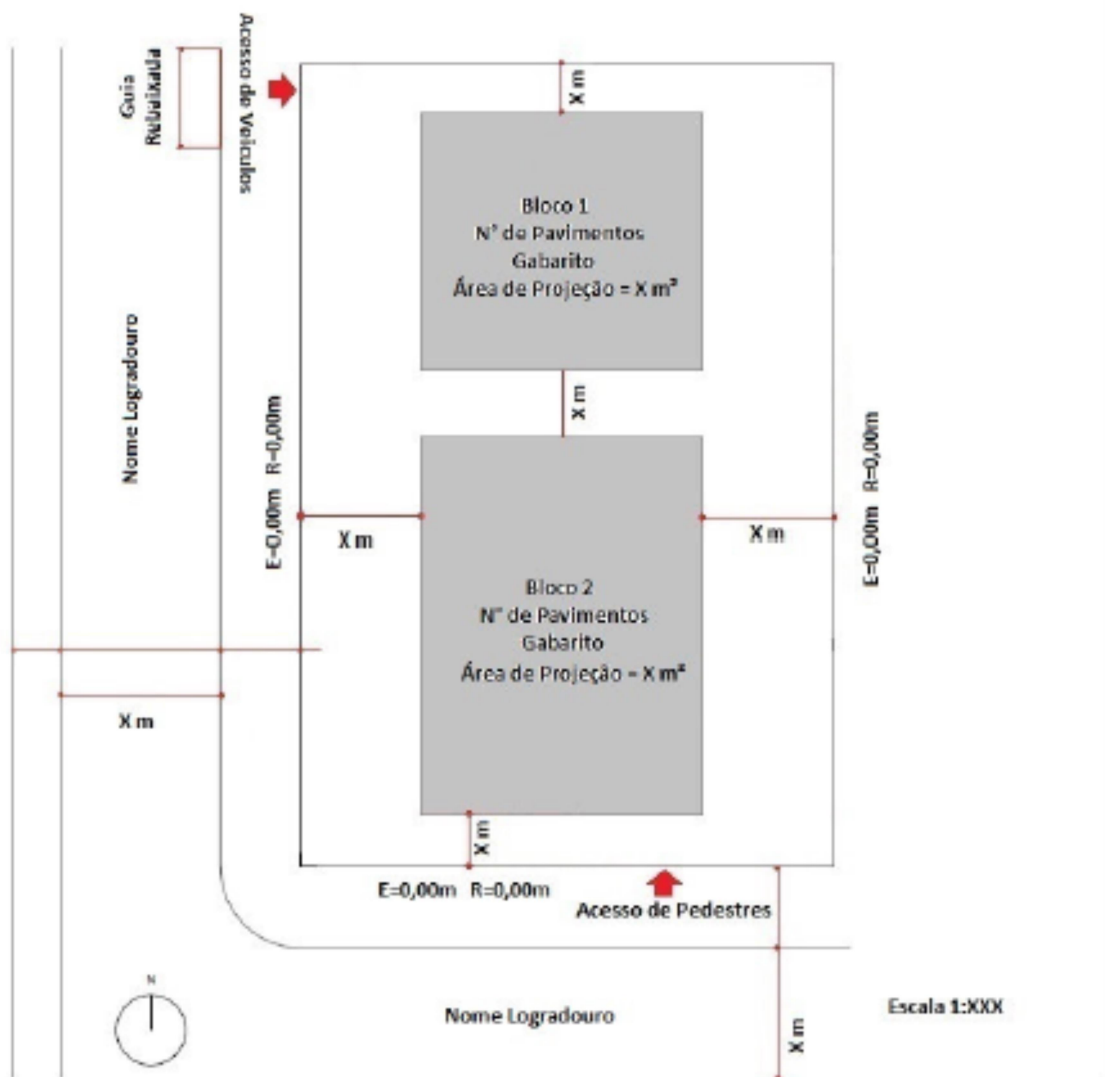 Guia
Rebaixada
Acesso de Veiculos
X m
Bloco 1
N° de Pavimentos
Gabarito
Área de Projeção = X m²
Nome Logradouro
X m
E=0,00m R=0,00m
E=0,00m R=0,00m
X m
X m
Bloco 2
N° de Pavimentos
Gabarito
Área de Projeção = X m²
X m
X m
E=0,00m R=0,00m
Acesso de Pedestres
N
Nome Logradouro
X m
Escala 1:XXX